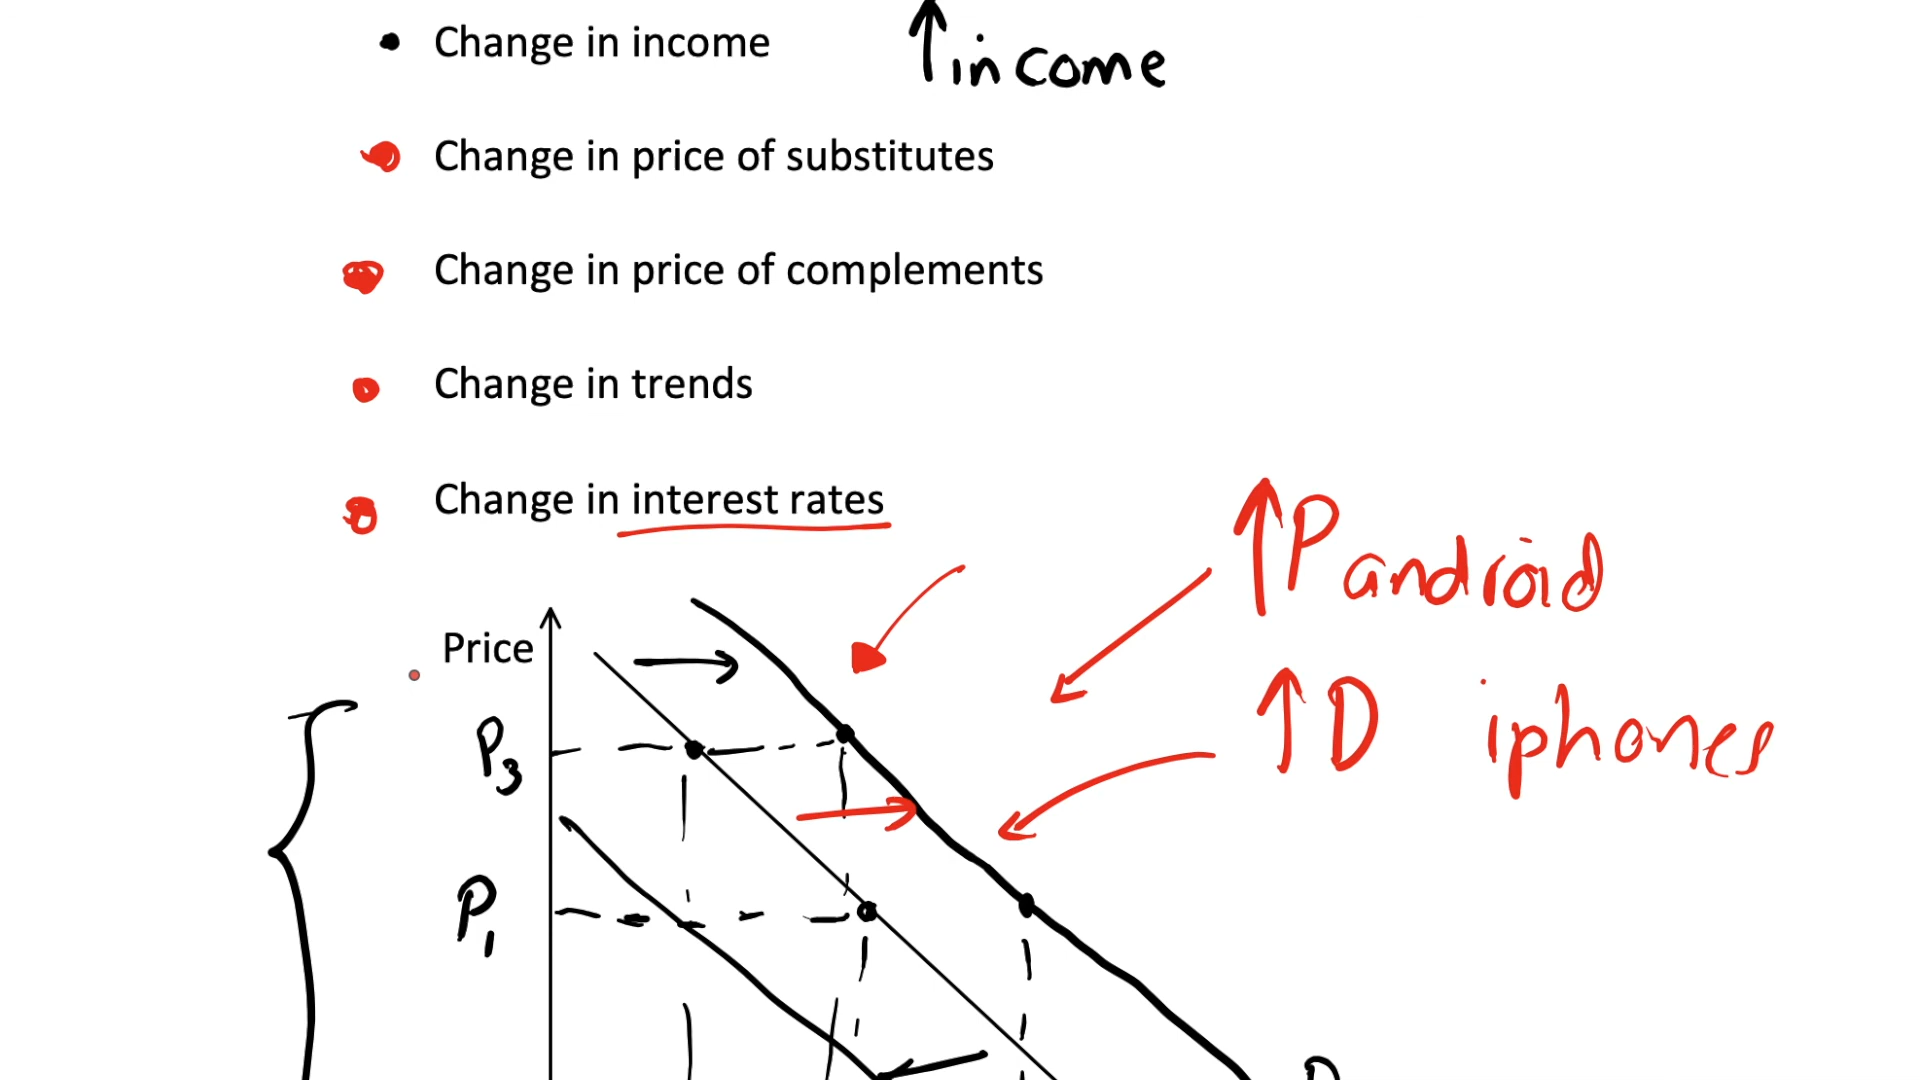 Change in income
↑income
Change in price of substitutes
Change in price of complements
Change in trends
Change in interest rates
↑P android
Price
↑D iphones
P3
P1